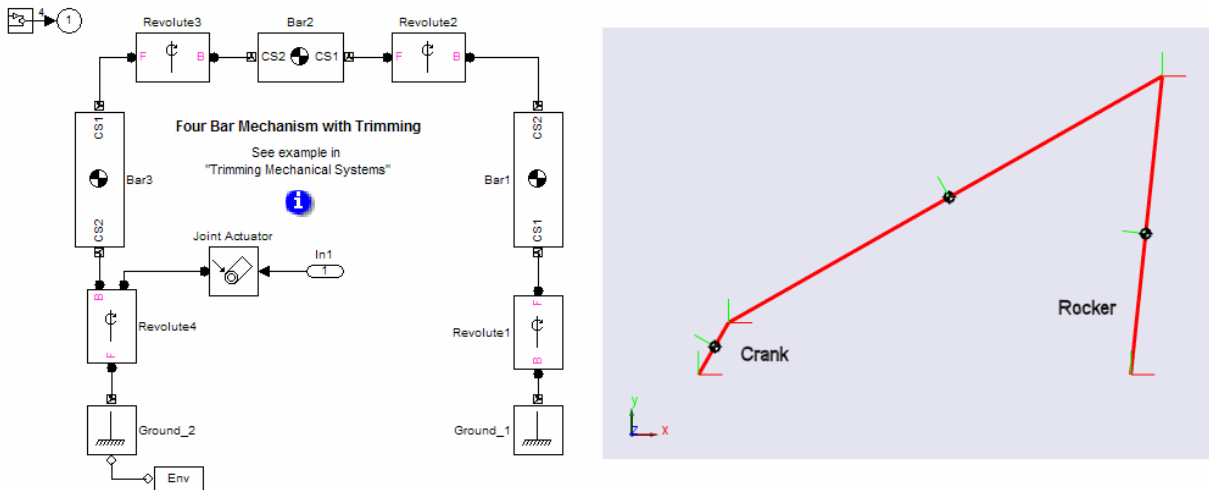 4
1
Revolute3
Bar2
Revolute2
F
B
CS2
CS1
F
B
CS1
CS2
Four Bar Mechanism with Trimming
See example in
"Trimming Mechanical Systems"
i
Bar3
Bar1
CS2
CS1
Joint Actuator
In1
1
B
F
Revolute4
Revolute1
F
B
Ground_2
Ground_1
Env
Crank
Rocker
y
z
x